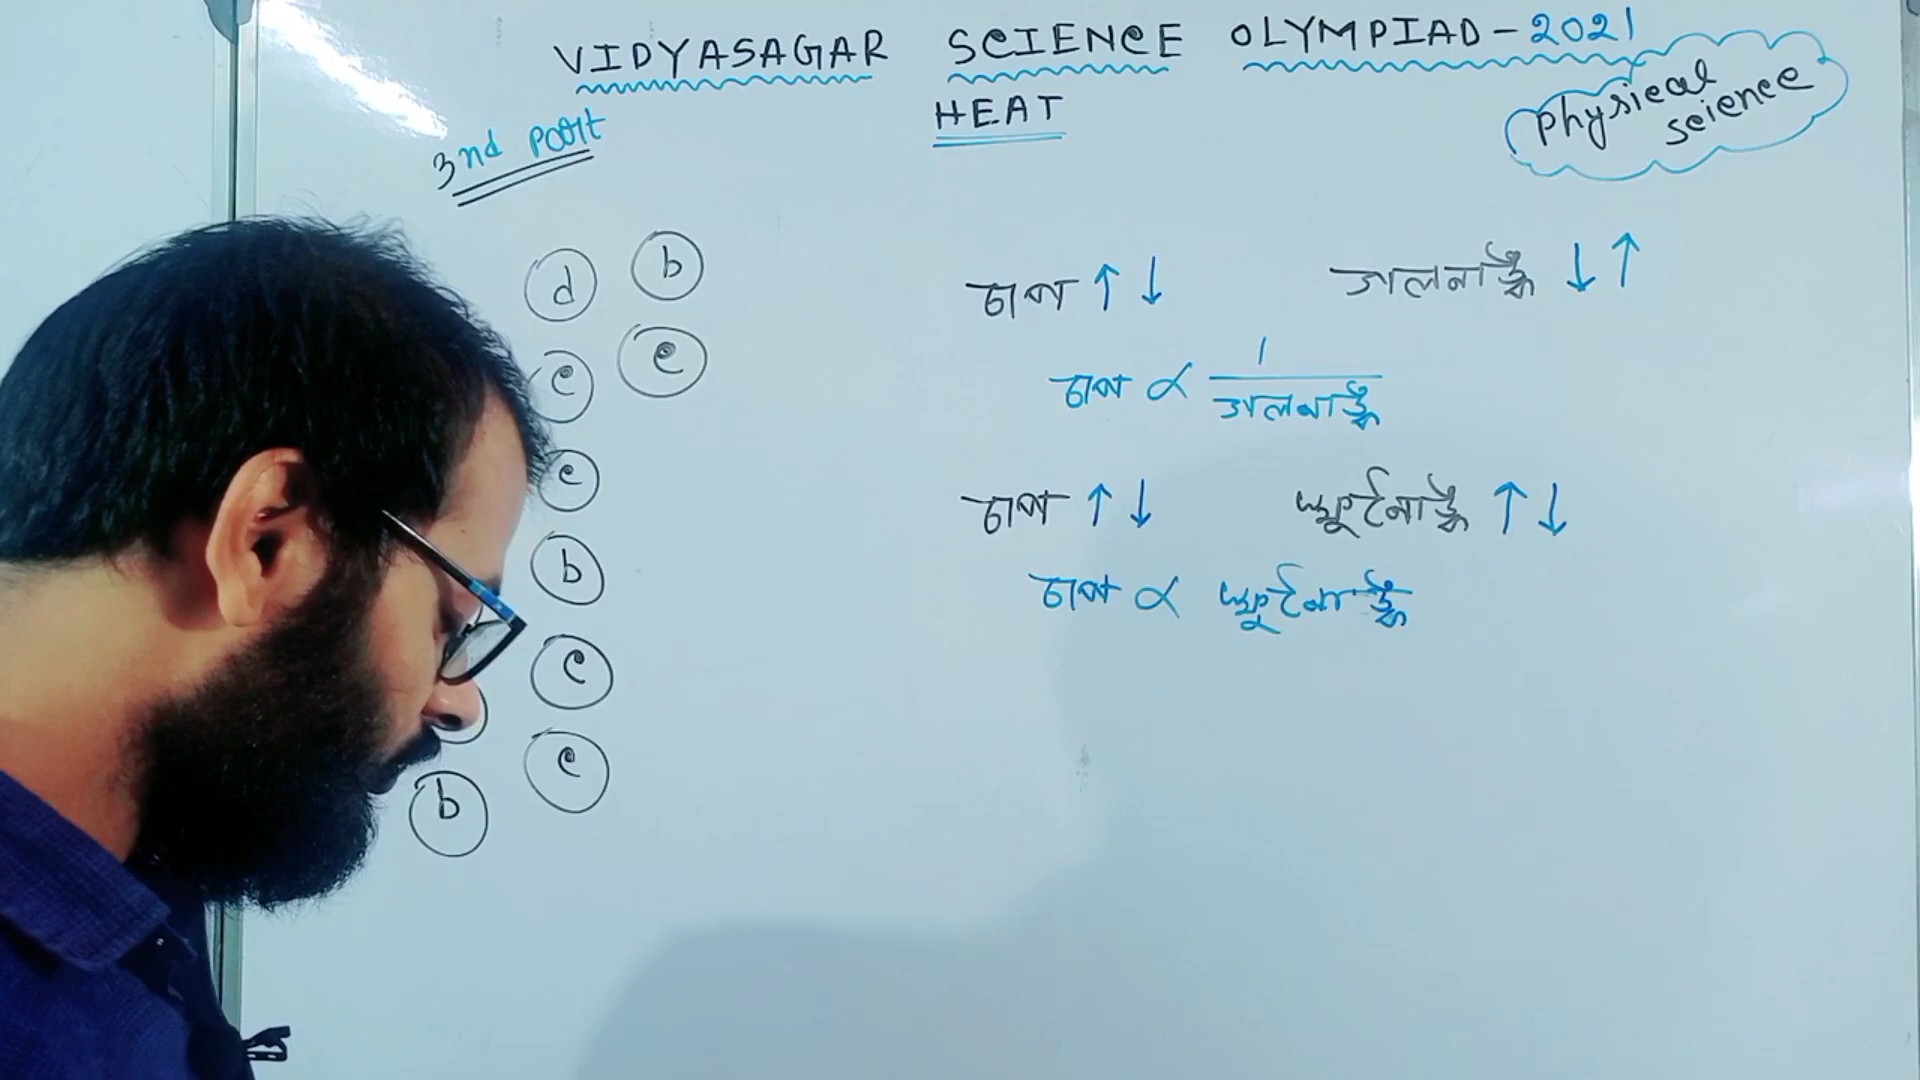 VIDYASAGAR SCIENCE OLYMPIAD-2021
HEAT
Physical
science
3nd part
d b
c c
c
b
c
c
b
চাপ ↑ ↓ গলনাঙ্ক ↓ ↑
চাপ ∝ 1/গলনাঙ্ক
চাপ ↑ ↓ স্ফুটনাঙ্ক ↑ ↓
চাপ ∝ স্ফুটনাঙ্ক